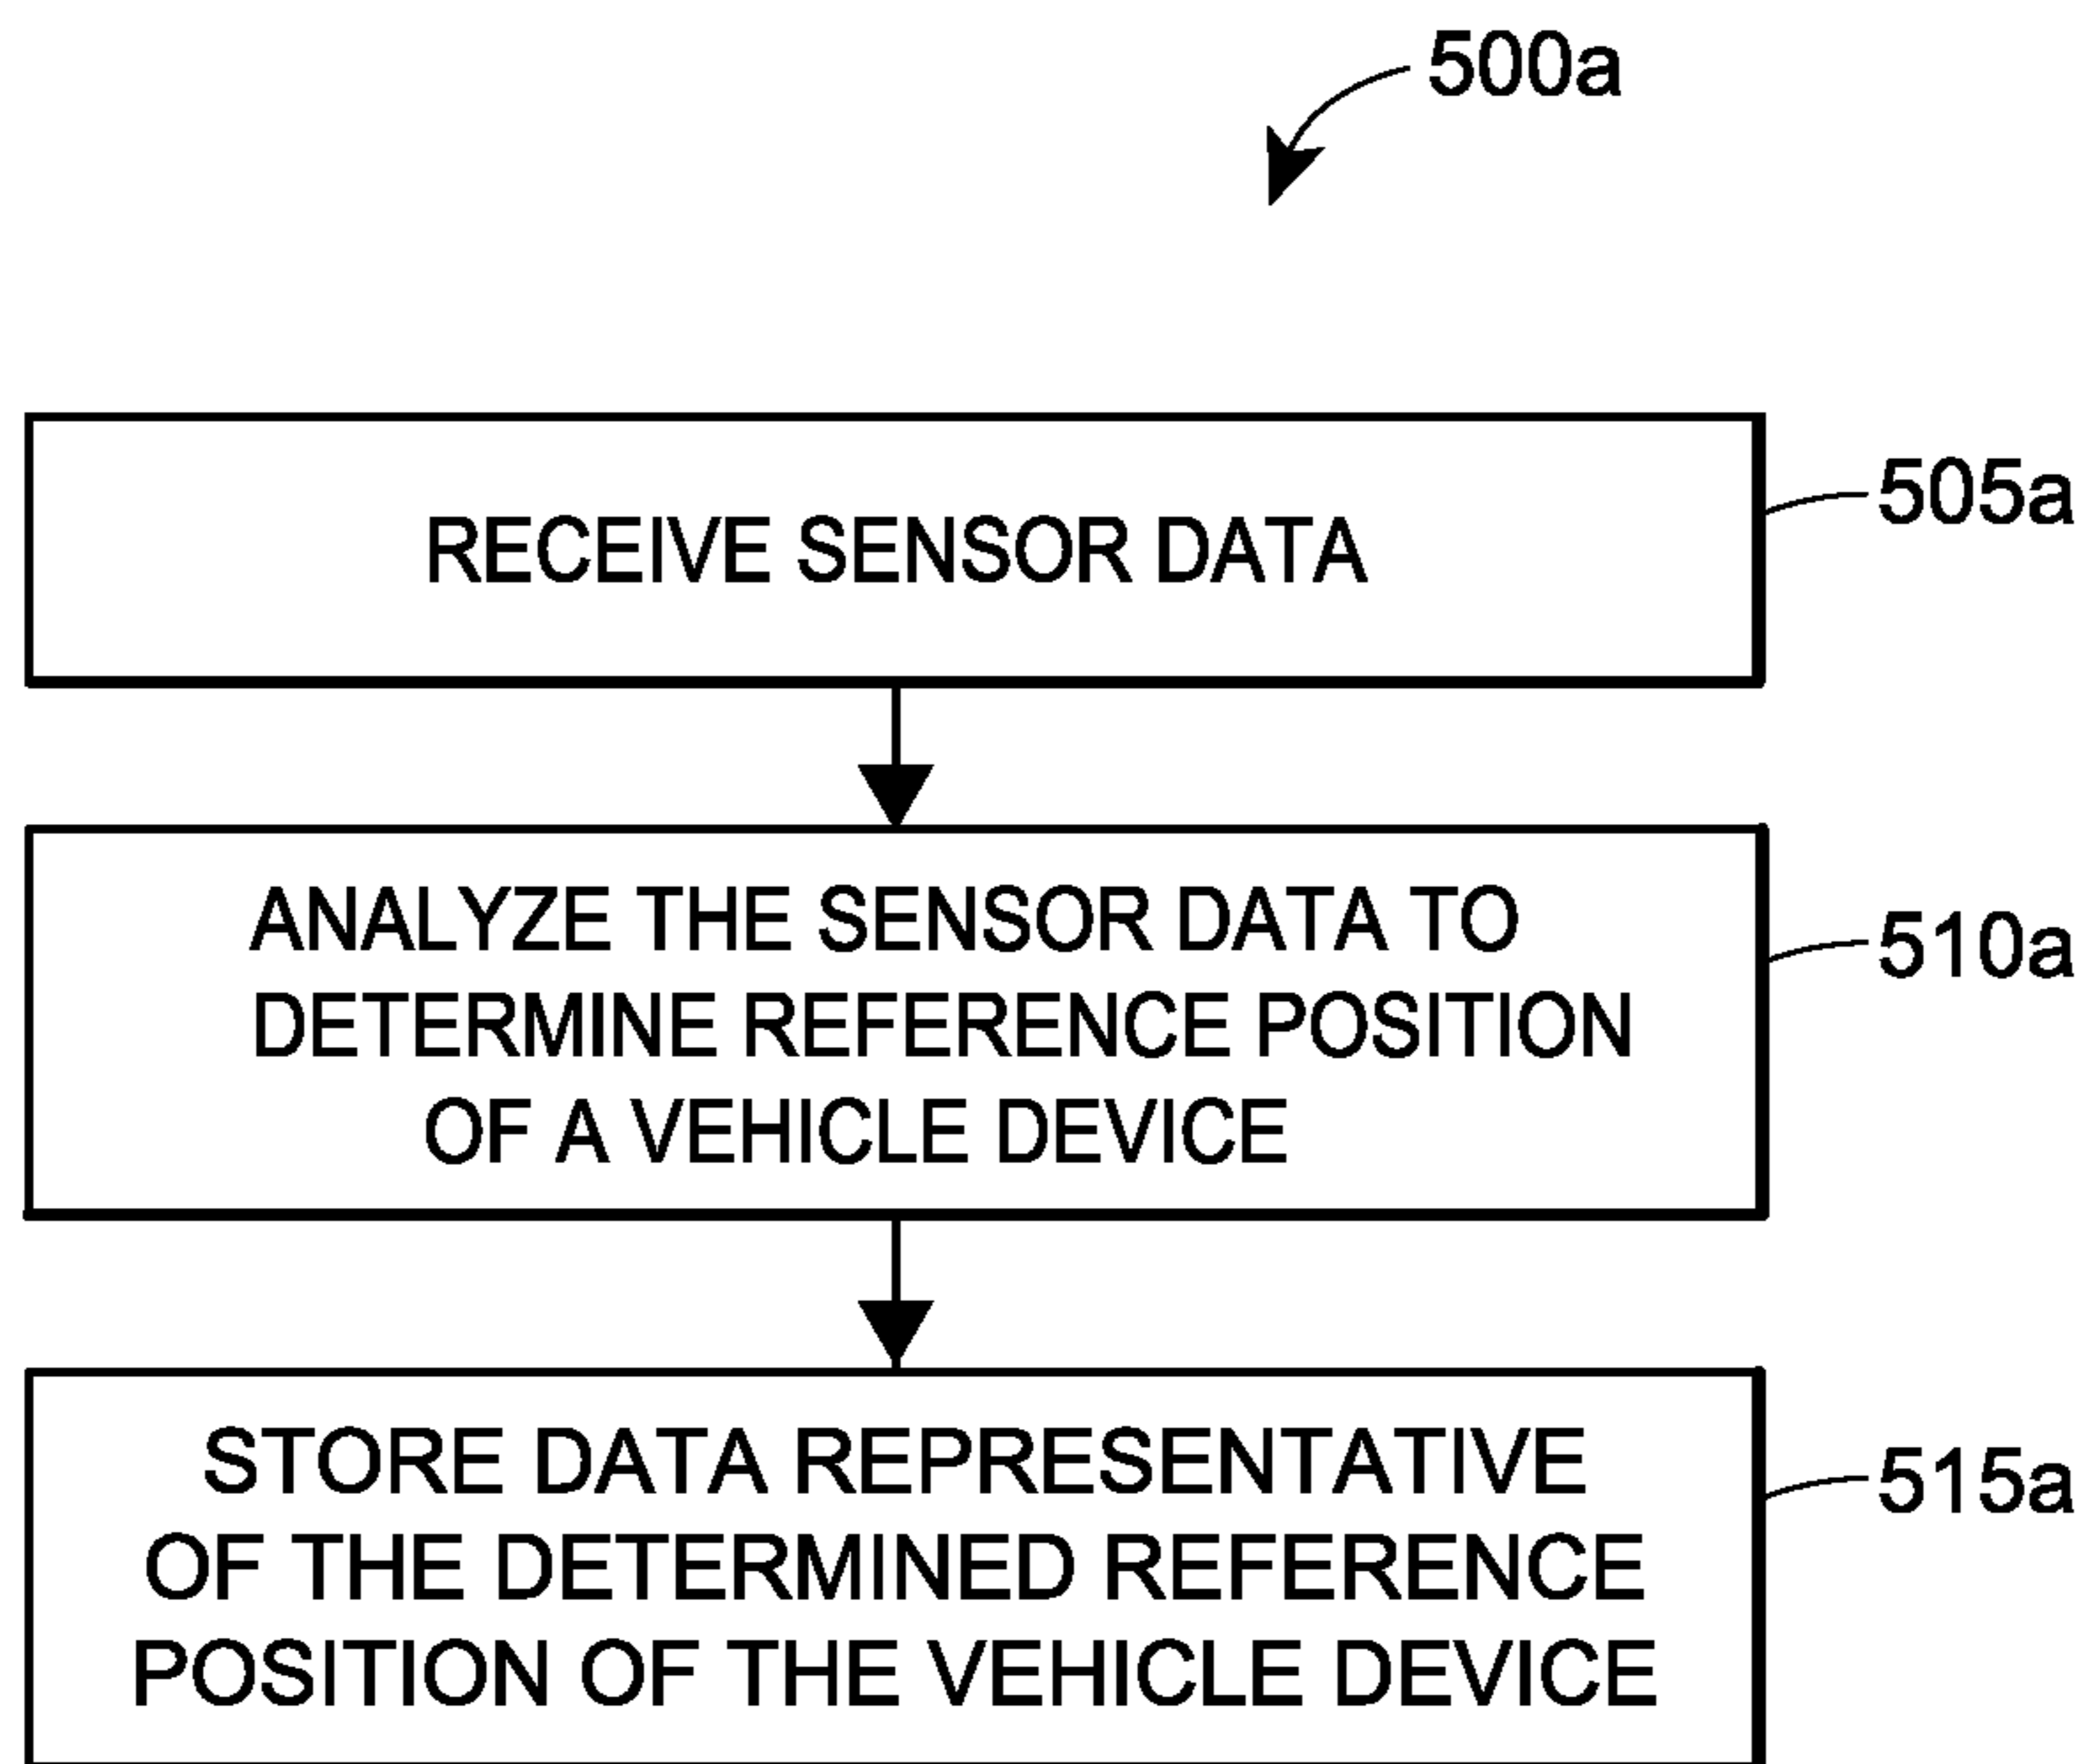 500a
RECEIVE SENSOR DATA
505a
ANALYZE THE SENSOR DATA TO
DETERMINE REFERENCE POSITION
OF A VEHICLE DEVICE
510a
STORE DATA REPRESENTATIVE
OF THE DETERMINED REFERENCE
POSITION OF THE VEHICLE DEVICE
515a